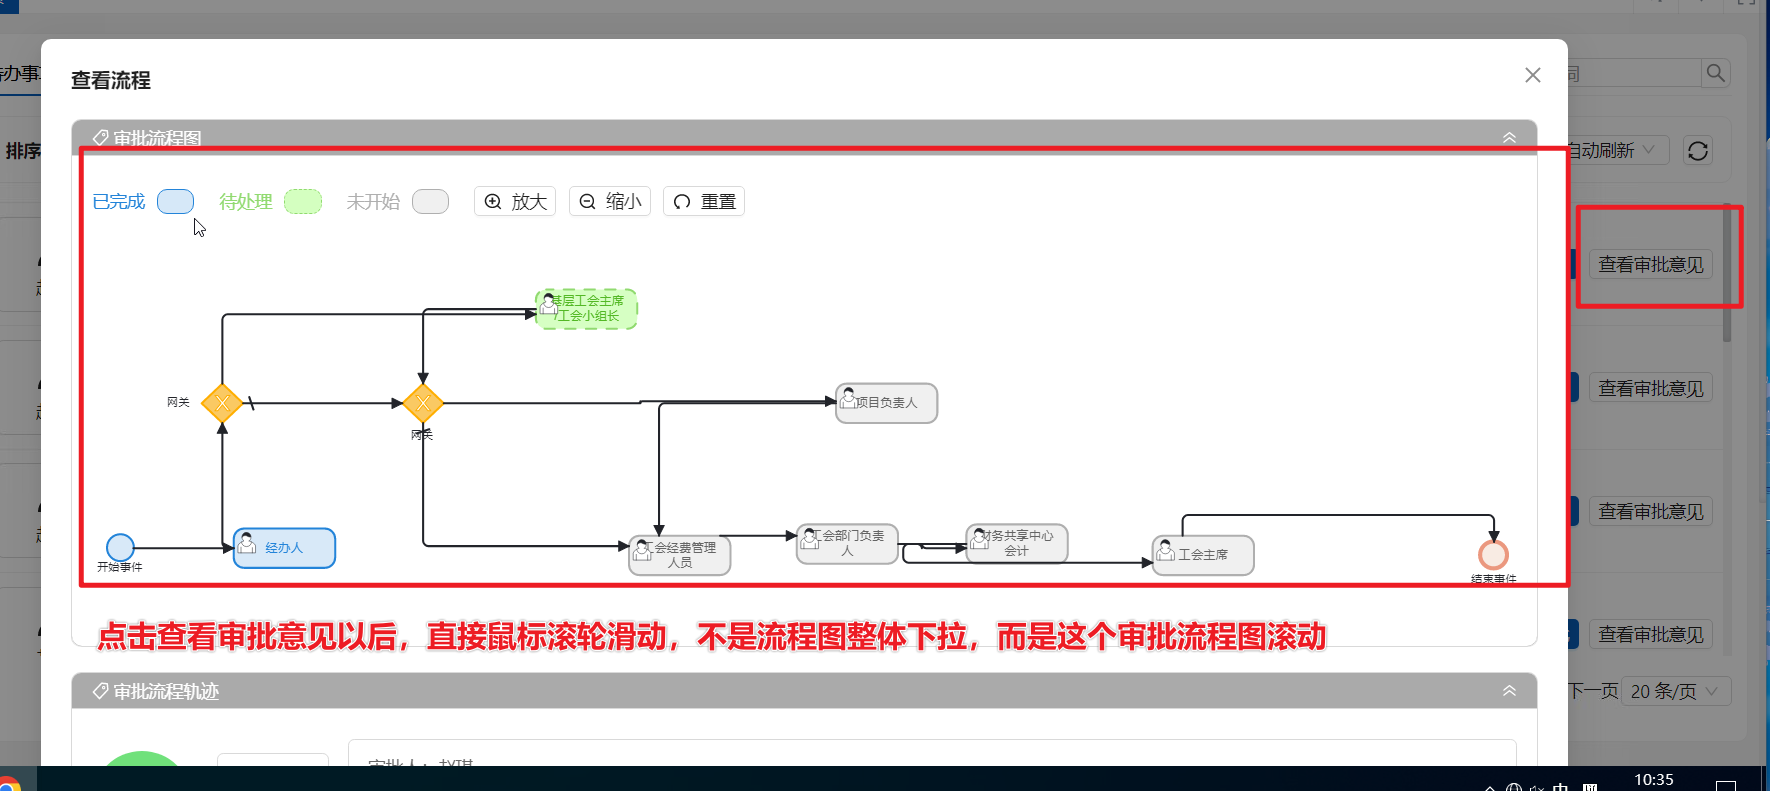 办事
查看流程
同
审批流程图
排序
自动刷新
已完成
待处理
未开始
放大
缩小
重置
查看审批意见
基层工会主席
/工会小组长
网关
项目负责人
查看审批意见
网关
查看审批意见
工会部门负责
人
财务共享中心
会计
经办人
工会经费管理
人员
工会主席
开始事件
结束事件
点击查看审批意见以后，直接鼠标滚轮滑动，不是流程图整体下拉，而是这个审批流程图滚动
查看审批意见
审批流程轨迹
下一页
20 条/页
10:35
中